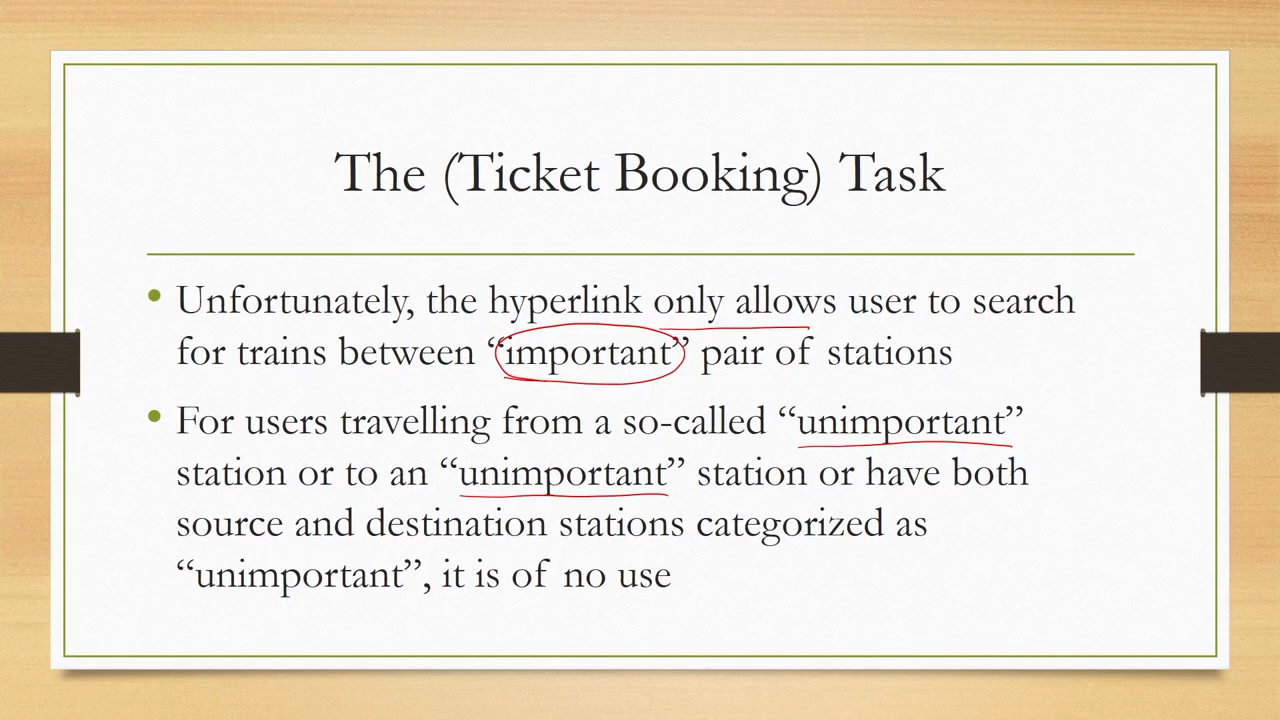 The (Ticket Booking) Task
• Unfortunately, the hyperlink only allows user to search
for trains between “important” pair of stations
• For users travelling from a so-called “unimportant”
station or to an “unimportant” station or have both
source and destination stations categorized as
“unimportant”, it is of no use